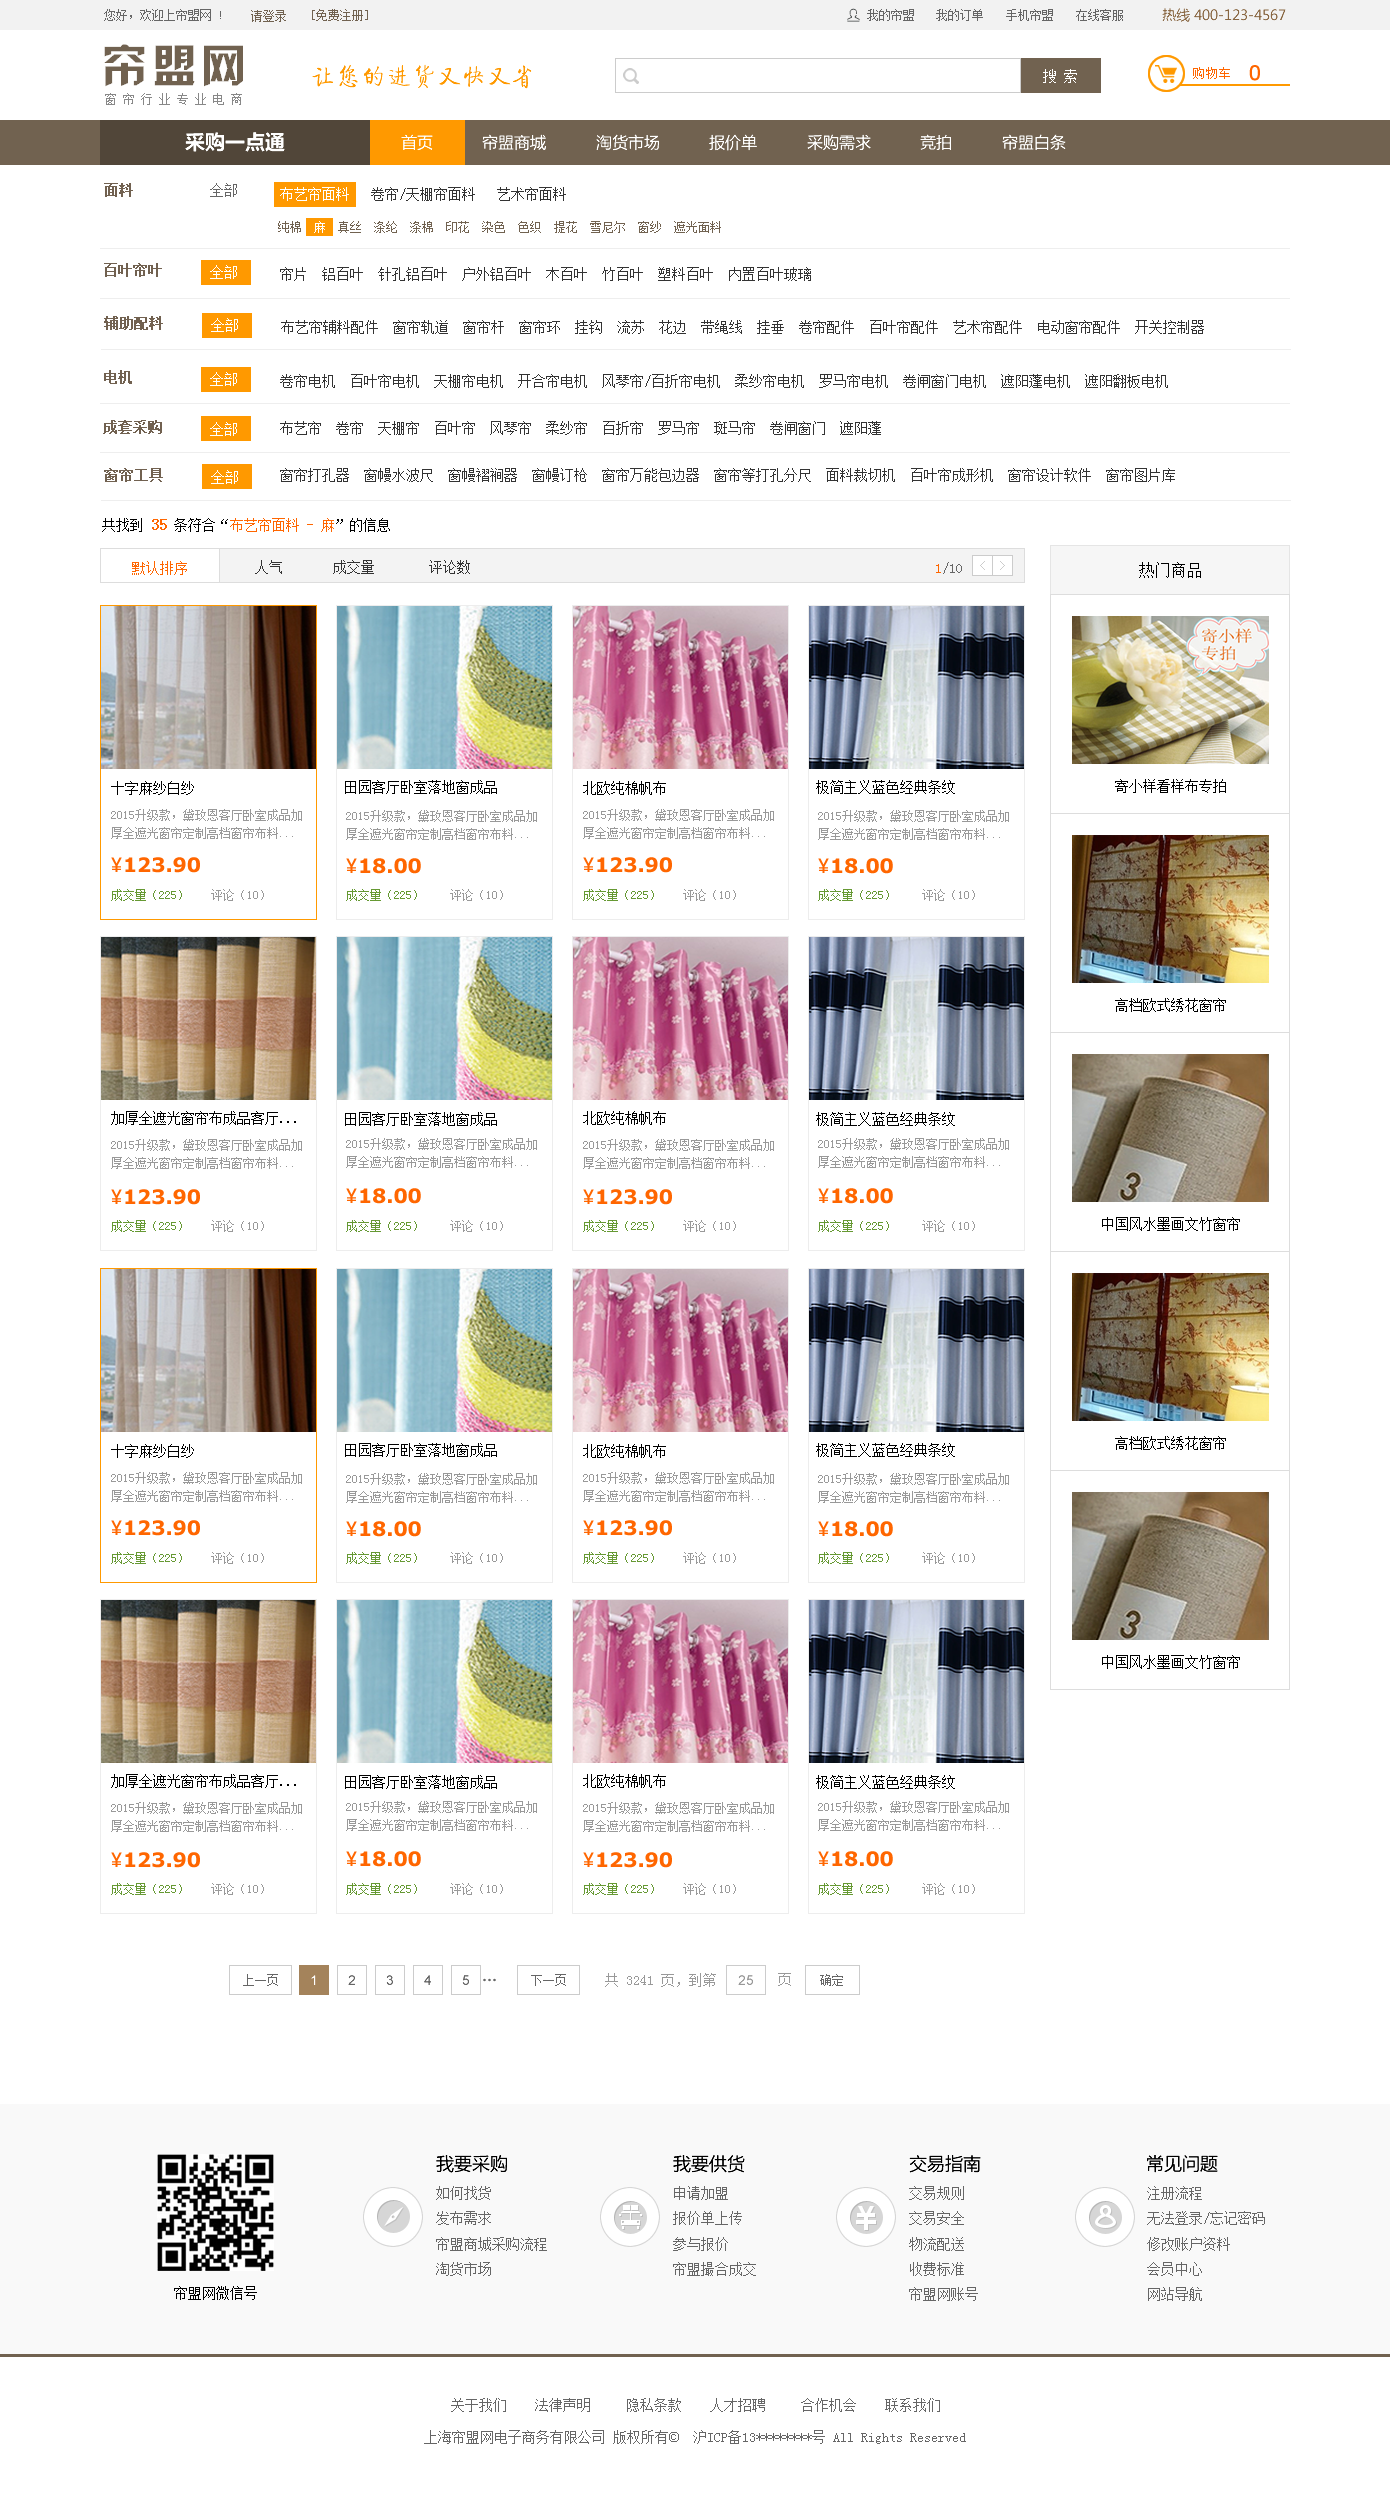 您好，欢迎上帘盟网 ！ 请登录 [免费注册] 我的帘盟 我的订单 手机帘盟 在线客服 热线 400-123-4567
帘盟网
窗帘行业专业电商
让您的进货又快又省
搜 索
购物车 0
采购一点通 首页 帘盟商城 淘货市场 报价单 采购需求 竞拍 帘盟白条
面料 全部 布艺帘面料 卷帘/天棚帘面料 艺术帘面料
纯棉 麻 真丝 涤纶 涤棉 印花 染色 色织 提花 雪尼尔 窗纱 遮光面料
百叶帘叶 全部 帘片 铝百叶 针孔铝百叶 户外铝百叶 木百叶 竹百叶 塑料百叶 内置百叶玻璃
辅助配料 全部 布艺帘辅料配件 窗帘轨道 窗帘杆 窗帘环 挂钩 流苏 花边 带绳线 挂垂 卷帘配件 百叶帘配件 艺术帘配件 电动窗帘配件 开关控制器
电机 全部 卷帘电机 百叶帘电机 天棚帘电机 开合帘电机 风琴帘/百折帘电机 柔纱帘电机 罗马帘电机 卷闸窗门电机 遮阳蓬电机 遮阳翻板电机
成套采购 全部 布艺帘 卷帘 天棚帘 百叶帘 风琴帘 柔纱帘 百折帘 罗马帘 斑马帘 卷闸窗门 遮阳蓬
窗帘工具 全部 窗帘打孔器 窗幔水波尺 窗幔褶裥器 窗幔订枪 窗帘万能包边器 窗帘等打孔分尺 面料裁切机 百叶帘成形机 窗帘设计软件 窗帘图片库
共找到 35 条符合“布艺帘面料 - 麻”的信息
默认排序 人气 成交量 评论数 1/10
热门商品
寄小样
专拍
寄小样看样布专拍
高档欧式绣花窗帘
3
中国风水墨画文竹窗帘
高档欧式绣花窗帘
3
中国风水墨画文竹窗帘
十字麻纱白纱 田园客厅卧室落地窗成品 北欧纯棉帆布 极简主义蓝色经典条纹
2015升级款，黛玫恩客厅卧室成品加 2015升级款，黛玫恩客厅卧室成品加 2015升级款，黛玫恩客厅卧室成品加 2015升级款，黛玫恩客厅卧室成品加
厚全遮光窗帘定制高档窗帘布料... 厚全遮光窗帘定制高档窗帘布料... 厚全遮光窗帘定制高档窗帘布料... 厚全遮光窗帘定制高档窗帘布料...
¥123.90 ¥18.00 ¥123.90 ¥18.00
成交量（225） 评论（10） 成交量（225） 评论（10） 成交量（225） 评论（10） 成交量（225） 评论（10）
加厚全遮光窗帘布成品客厅... 田园客厅卧室落地窗成品 北欧纯棉帆布 极简主义蓝色经典条纹
2015升级款，黛玫恩客厅卧室成品加 2015升级款，黛玫恩客厅卧室成品加 2015升级款，黛玫恩客厅卧室成品加 2015升级款，黛玫恩客厅卧室成品加
厚全遮光窗帘定制高档窗帘布料... 厚全遮光窗帘定制高档窗帘布料... 厚全遮光窗帘定制高档窗帘布料... 厚全遮光窗帘定制高档窗帘布料...
¥123.90 ¥18.00 ¥123.90 ¥18.00
成交量（225） 评论（10） 成交量（225） 评论（10） 成交量（225） 评论（10） 成交量（225） 评论（10）
十字麻纱白纱 田园客厅卧室落地窗成品 北欧纯棉帆布 极简主义蓝色经典条纹
2015升级款，黛玫恩客厅卧室成品加 2015升级款，黛玫恩客厅卧室成品加 2015升级款，黛玫恩客厅卧室成品加 2015升级款，黛玫恩客厅卧室成品加
厚全遮光窗帘定制高档窗帘布料... 厚全遮光窗帘定制高档窗帘布料... 厚全遮光窗帘定制高档窗帘布料... 厚全遮光窗帘定制高档窗帘布料...
¥123.90 ¥18.00 ¥123.90 ¥18.00
成交量（225） 评论（10） 成交量（225） 评论（10） 成交量（225） 评论（10） 成交量（225） 评论（10）
加厚全遮光窗帘布成品客厅... 田园客厅卧室落地窗成品 北欧纯棉帆布 极简主义蓝色经典条纹
2015升级款，黛玫恩客厅卧室成品加 2015升级款，黛玫恩客厅卧室成品加 2015升级款，黛玫恩客厅卧室成品加 2015升级款，黛玫恩客厅卧室成品加
厚全遮光窗帘定制高档窗帘布料... 厚全遮光窗帘定制高档窗帘布料... 厚全遮光窗帘定制高档窗帘布料... 厚全遮光窗帘定制高档窗帘布料...
¥123.90 ¥18.00 ¥123.90 ¥18.00
成交量（225） 评论（10） 成交量（225） 评论（10） 成交量（225） 评论（10） 成交量（225） 评论（10）
上一页 1 2 3 4 5 ... 下一页 共 3241 页，到第 25 页 确定
帘盟网微信号
我要采购
如何找货
发布需求
帘盟商城采购流程
淘货市场
我要供货
申请加盟
报价单上传
参与报价
帘盟撮合成交
¥
交易指南
交易规则
交易安全
物流配送
收费标准
帘盟网账号
常见问题
注册流程
无法登录/忘记密码
修改账户资料
会员中心
网站导航
关于我们 法律声明 隐私条款 人才招聘 合作机会 联系我们
上海帘盟网电子商务有限公司 版权所有© 沪ICP备13********号 All Rights Reserved